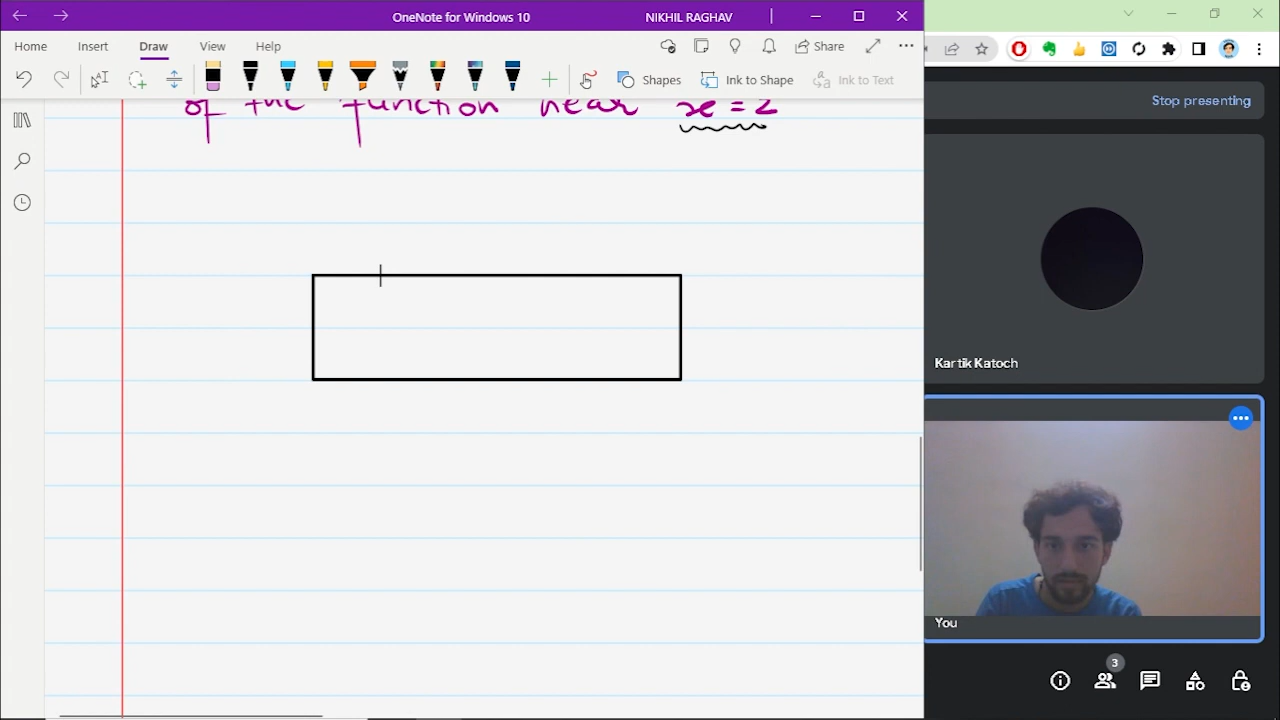 OneNote for Windows 10
NIKHIL RAGHAV
Home Insert Draw View Help
Share
Shapes
Ink to Shape
Ink to Text
of the function near x = 2
Stop presenting
Kartik Katoch
You
3